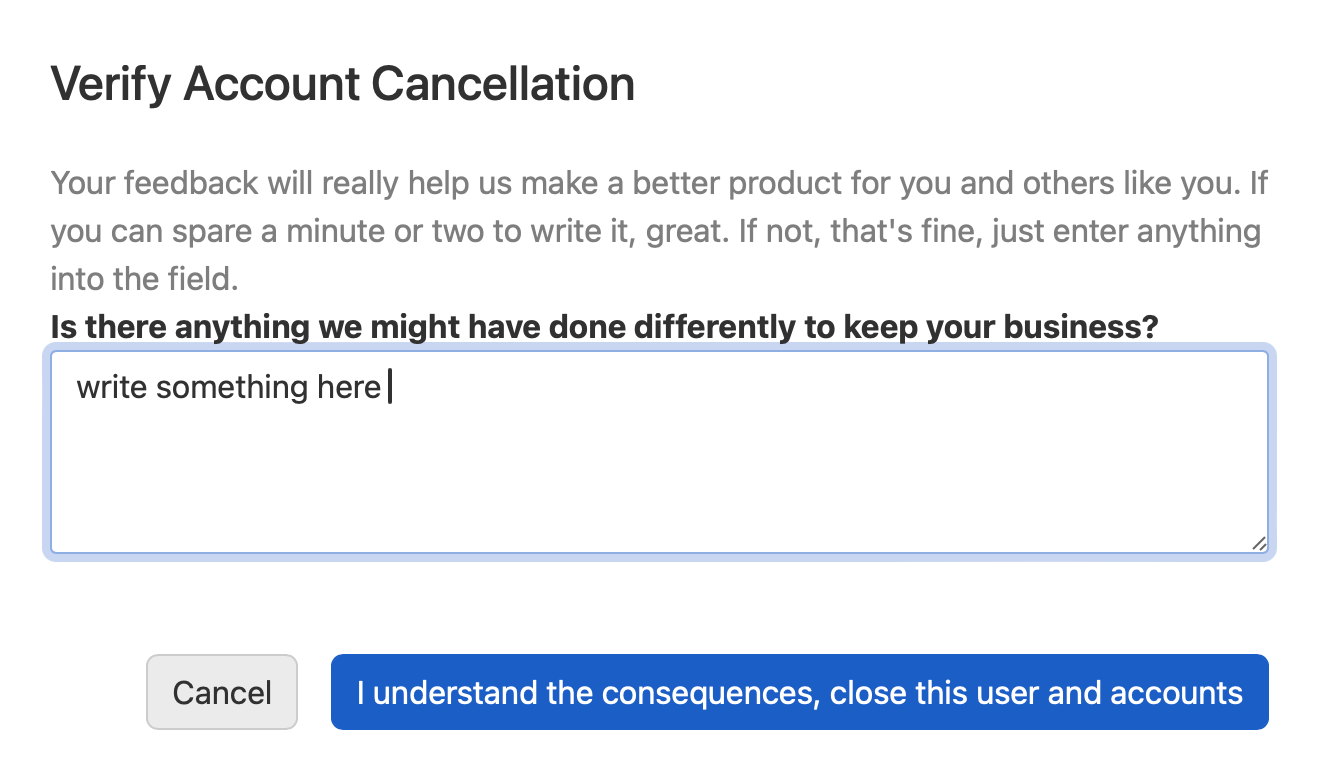 Verify Account Cancellation
Your feedback will really help us make a better product for you and others like you. If
you can spare a minute or two to write it, great. If not, that's fine, just enter anything
into the field.
Is there anything we might have done differently to keep your business?
write something here
Cancel
I understand the consequences, close this user and accounts